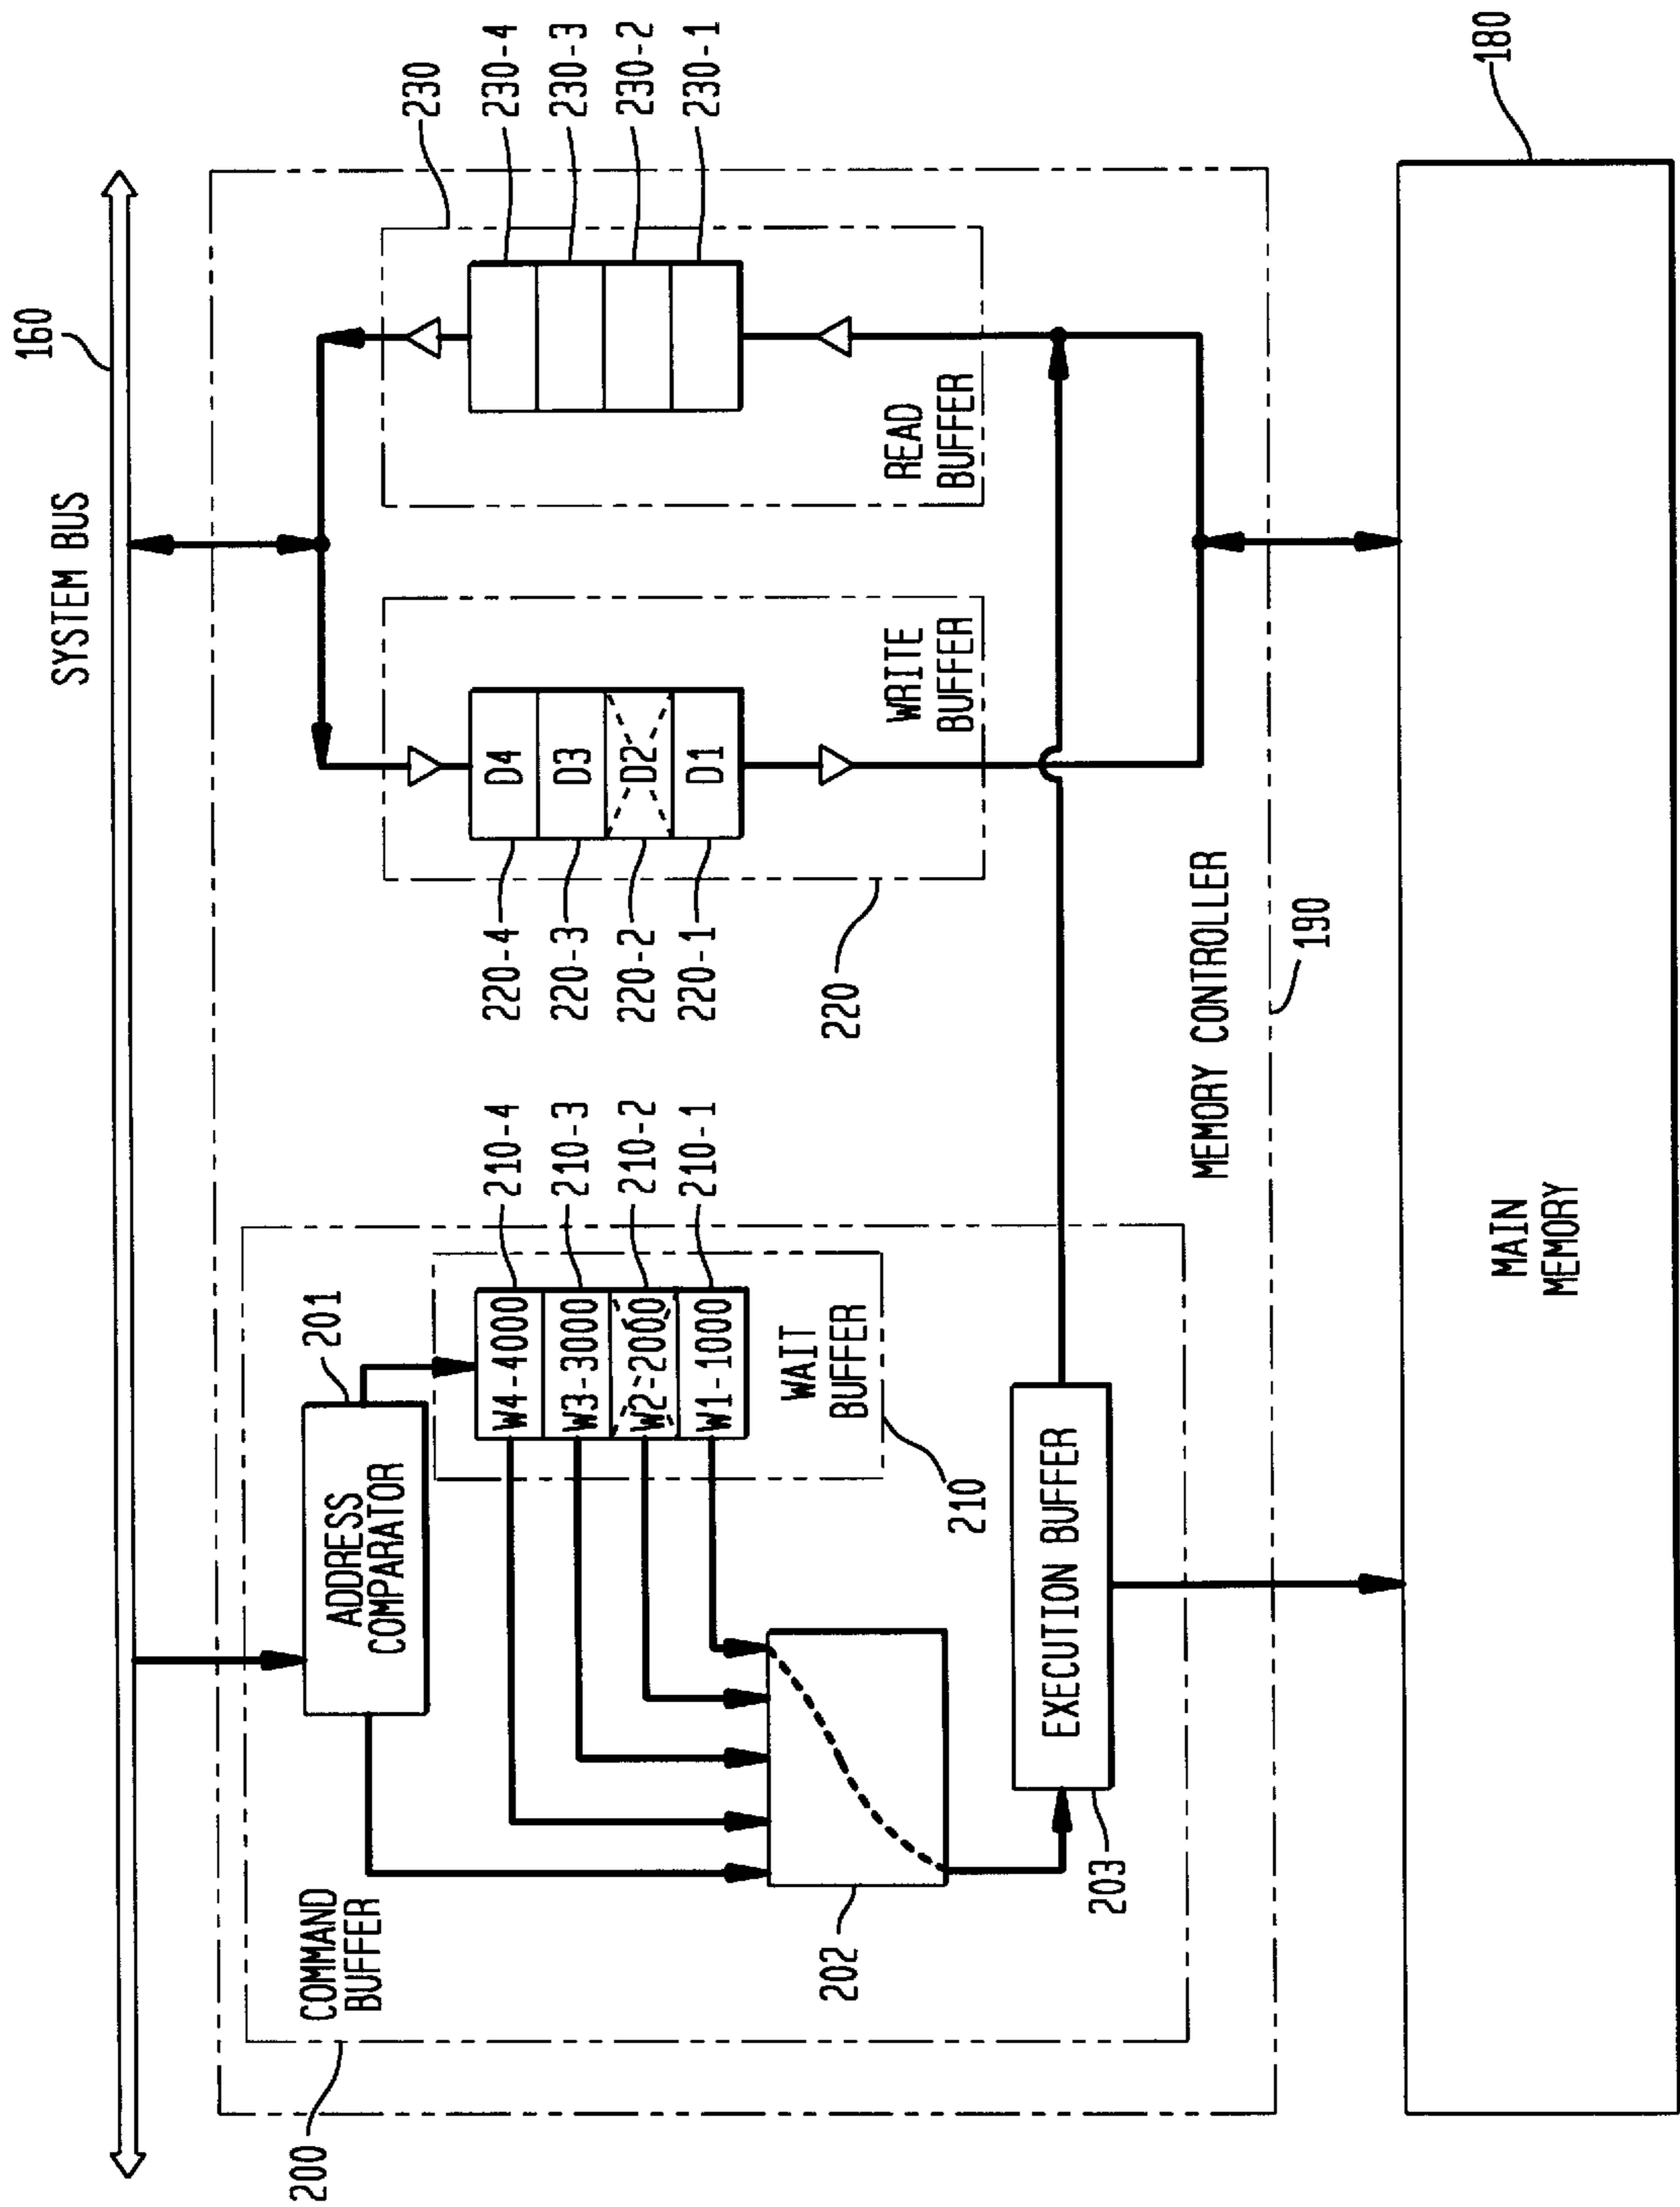 160
SYSTEM BUS
200
COMMAND
BUFFER
ADDRESS
COMPARATOR
201
W4-4000
W3-3000
W2-2000
W1-1000
210-4
210-3
210-2
210-1
WAIT
BUFFER
210
202
203
EXECUTION BUFFER
220-4
220-3
220-2
220-1
D4
D3
D2
D1
WRITE
BUFFER
220
230
230-4
230-3
230-2
230-1
READ
BUFFER
MEMORY CONTROLLER
190
MAIN
MEMORY
180